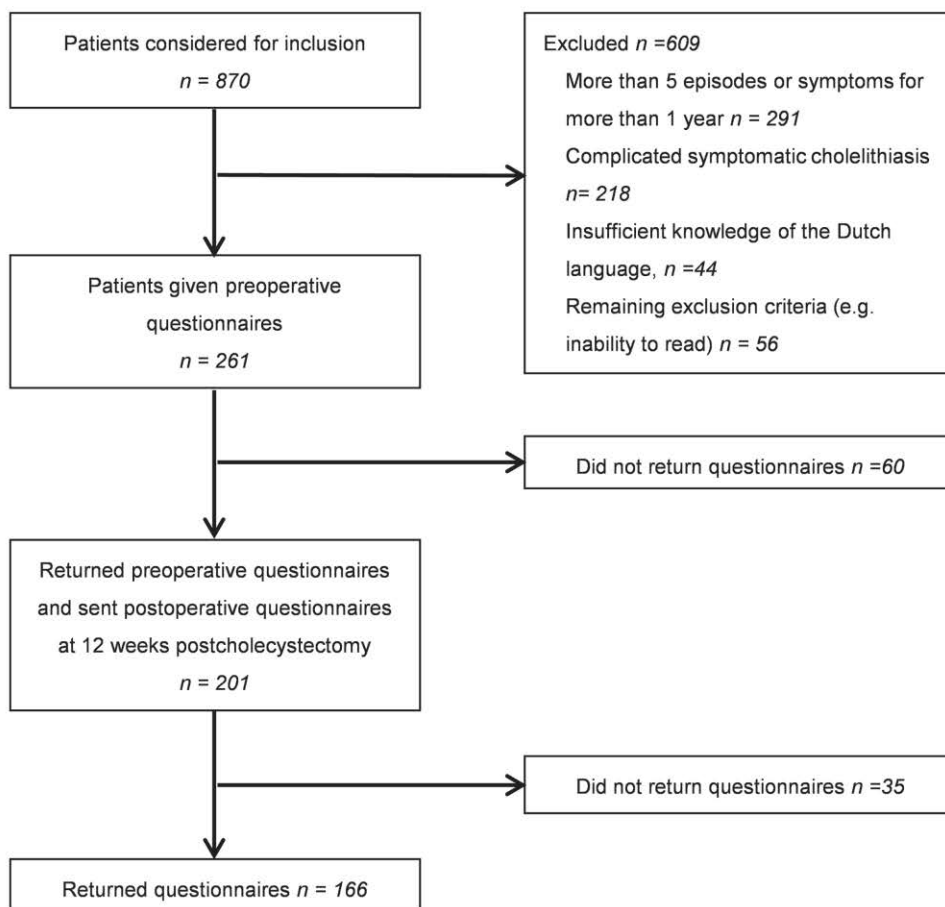 Patients considered for inclusion
n = 870
Excluded n =609
More than 5 episodes or symptoms for
more than 1 year n = 291
Complicated symptomatic cholelithiasis
n= 218
Insufficient knowledge of the Dutch
language, n =44
Remaining exclusion criteria (e.g.
inability to read) n = 56
Patients given preoperative
questionnaires
n = 261
Did not return questionnaires n =60
Returned preoperative questionnaires
and sent postoperative questionnaires
at 12 weeks postcholecystectomy
n = 201
Did not return questionnaires n =35
Returned questionnaires n = 166